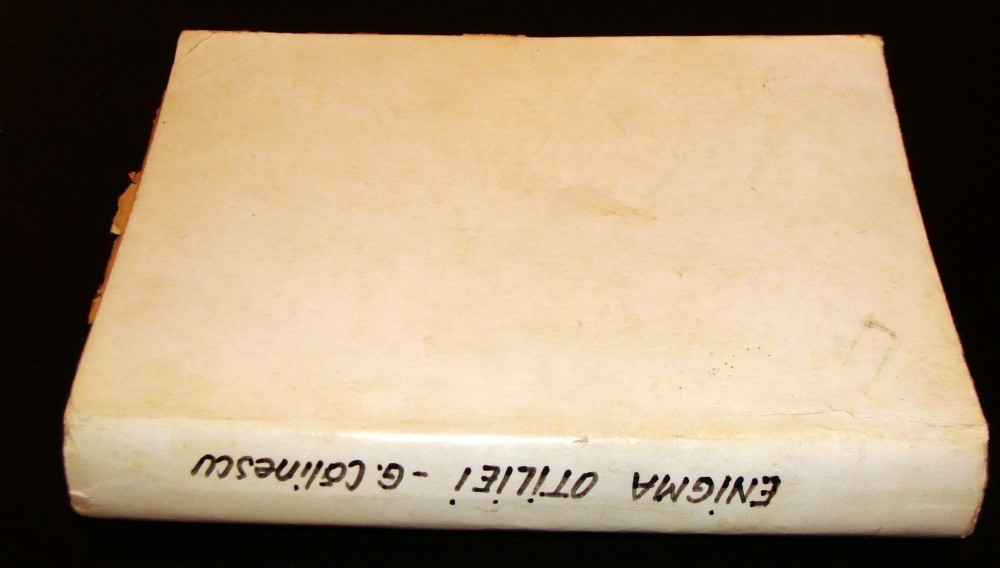 ENIGMA OTILIEI - G. Călinescu